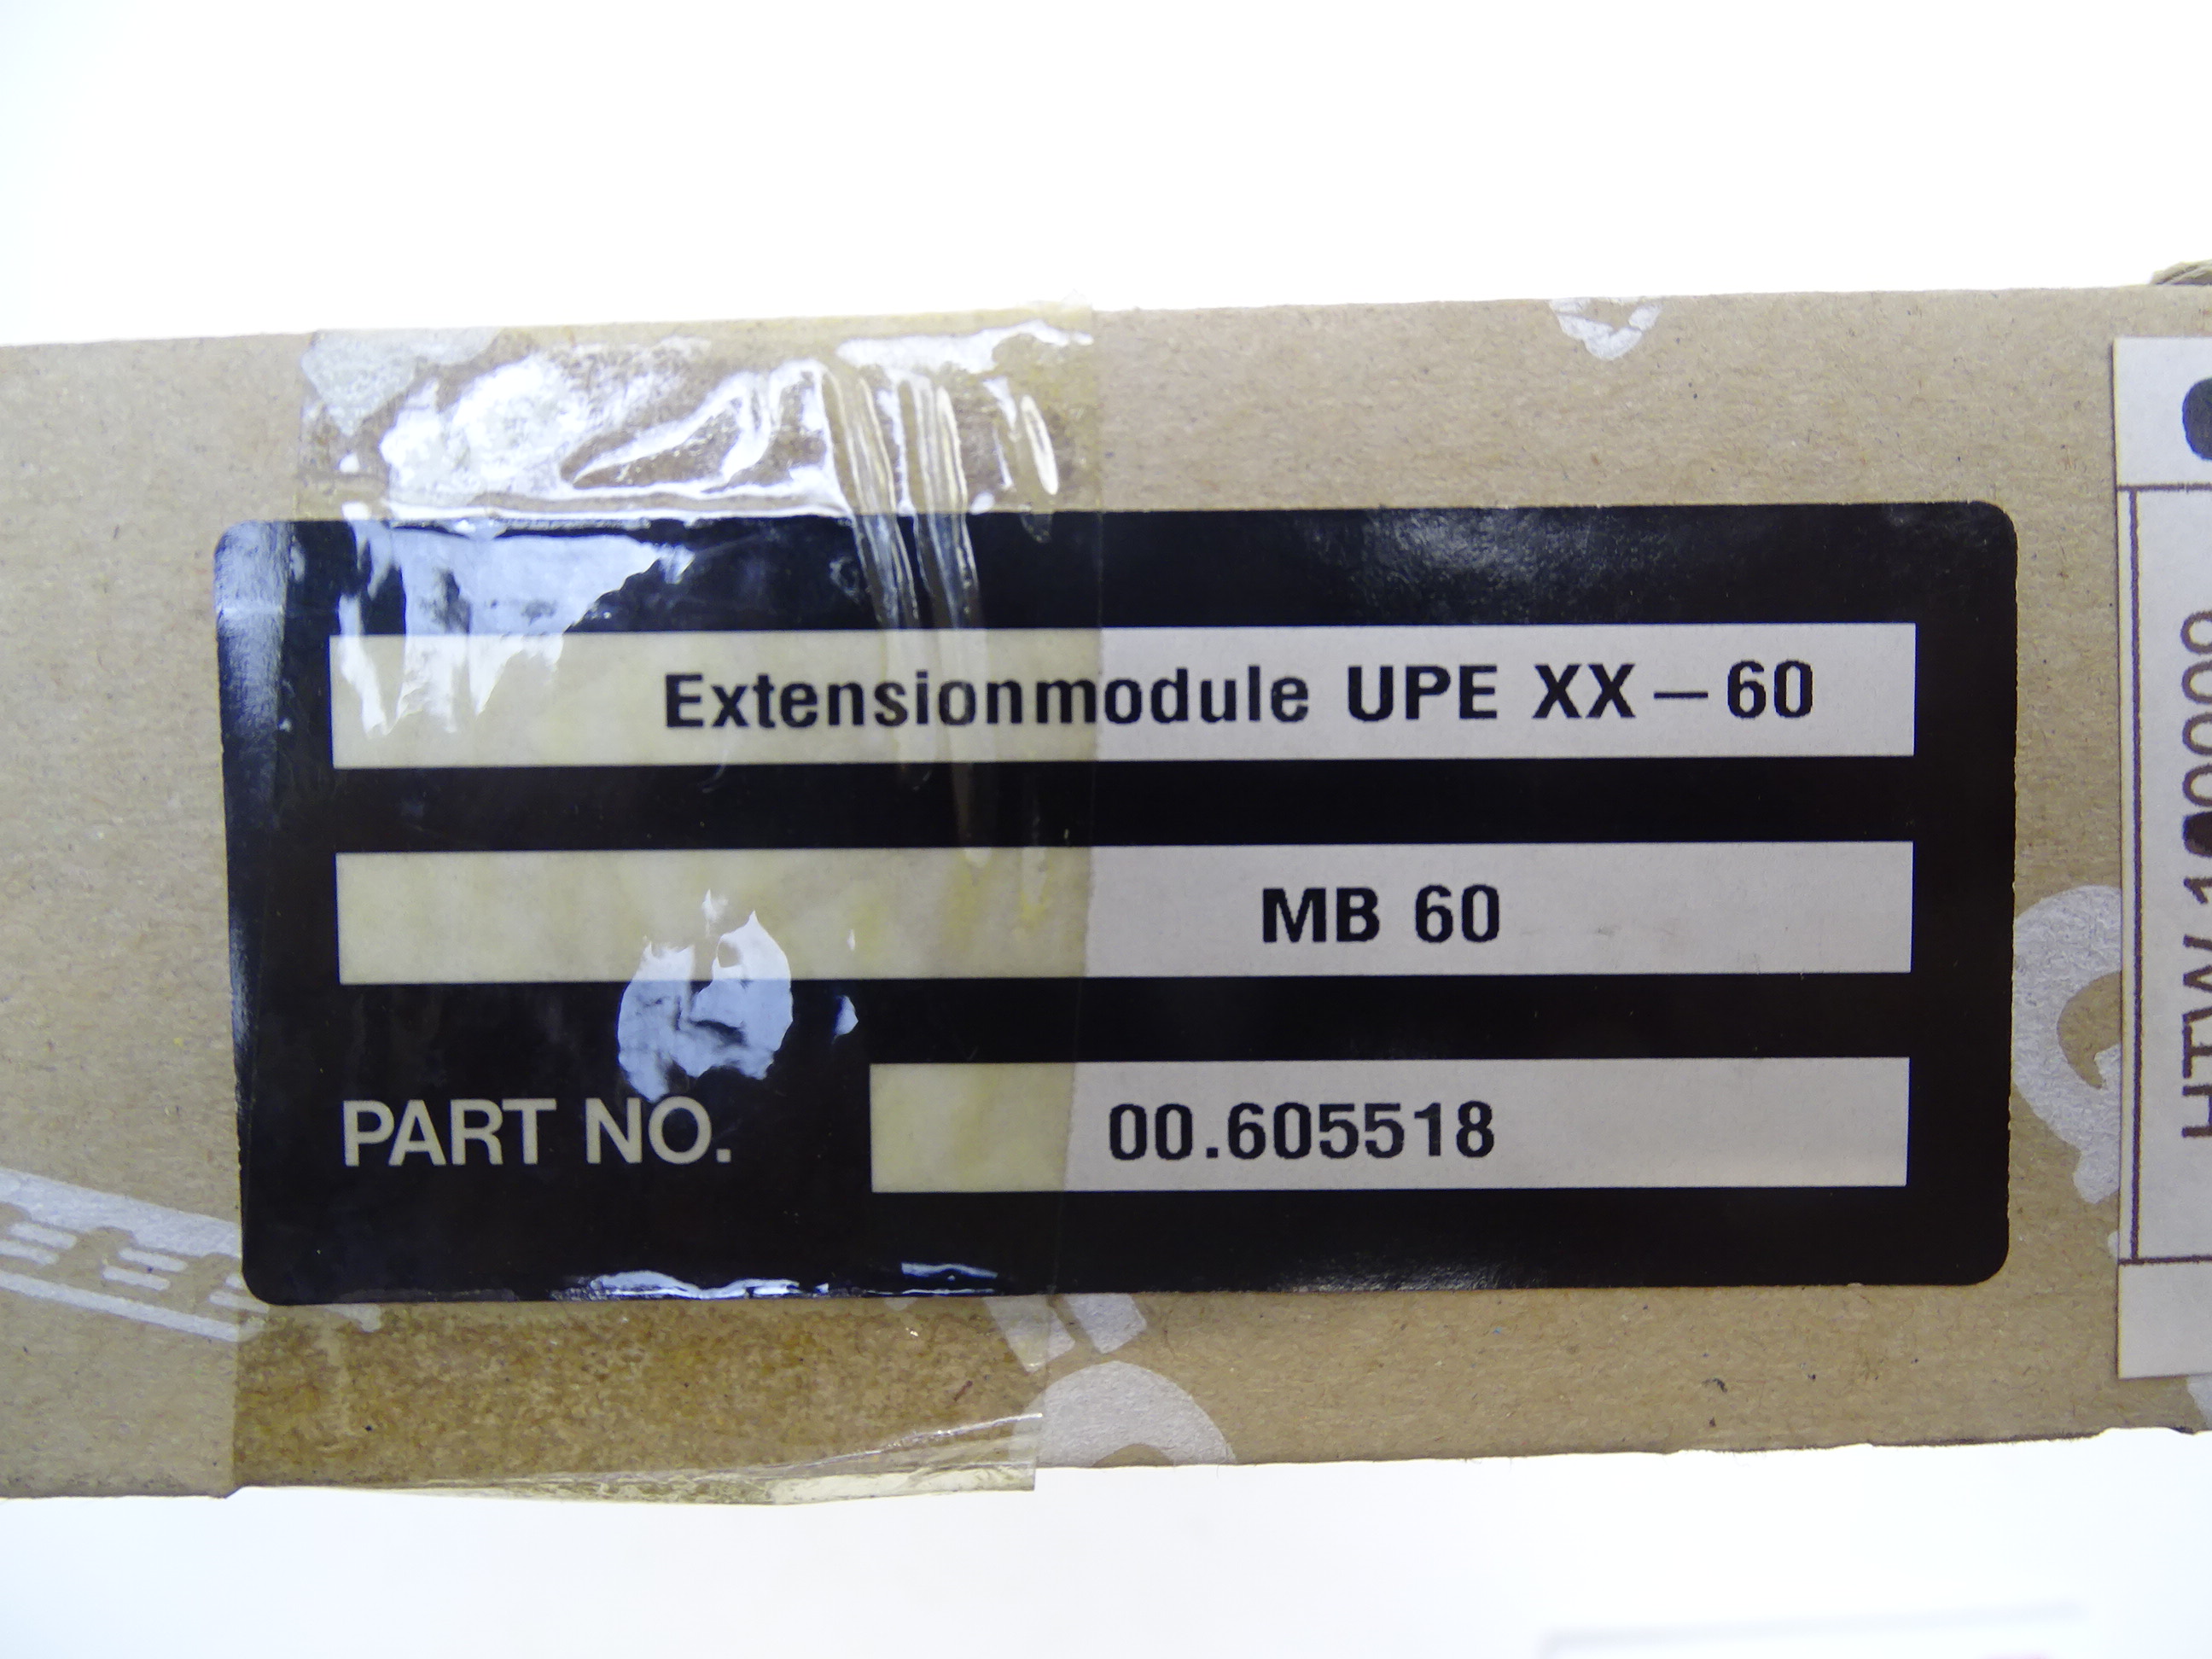 Extensionmodule UPE XX – 60
MB 60
PART NO. 00.605518